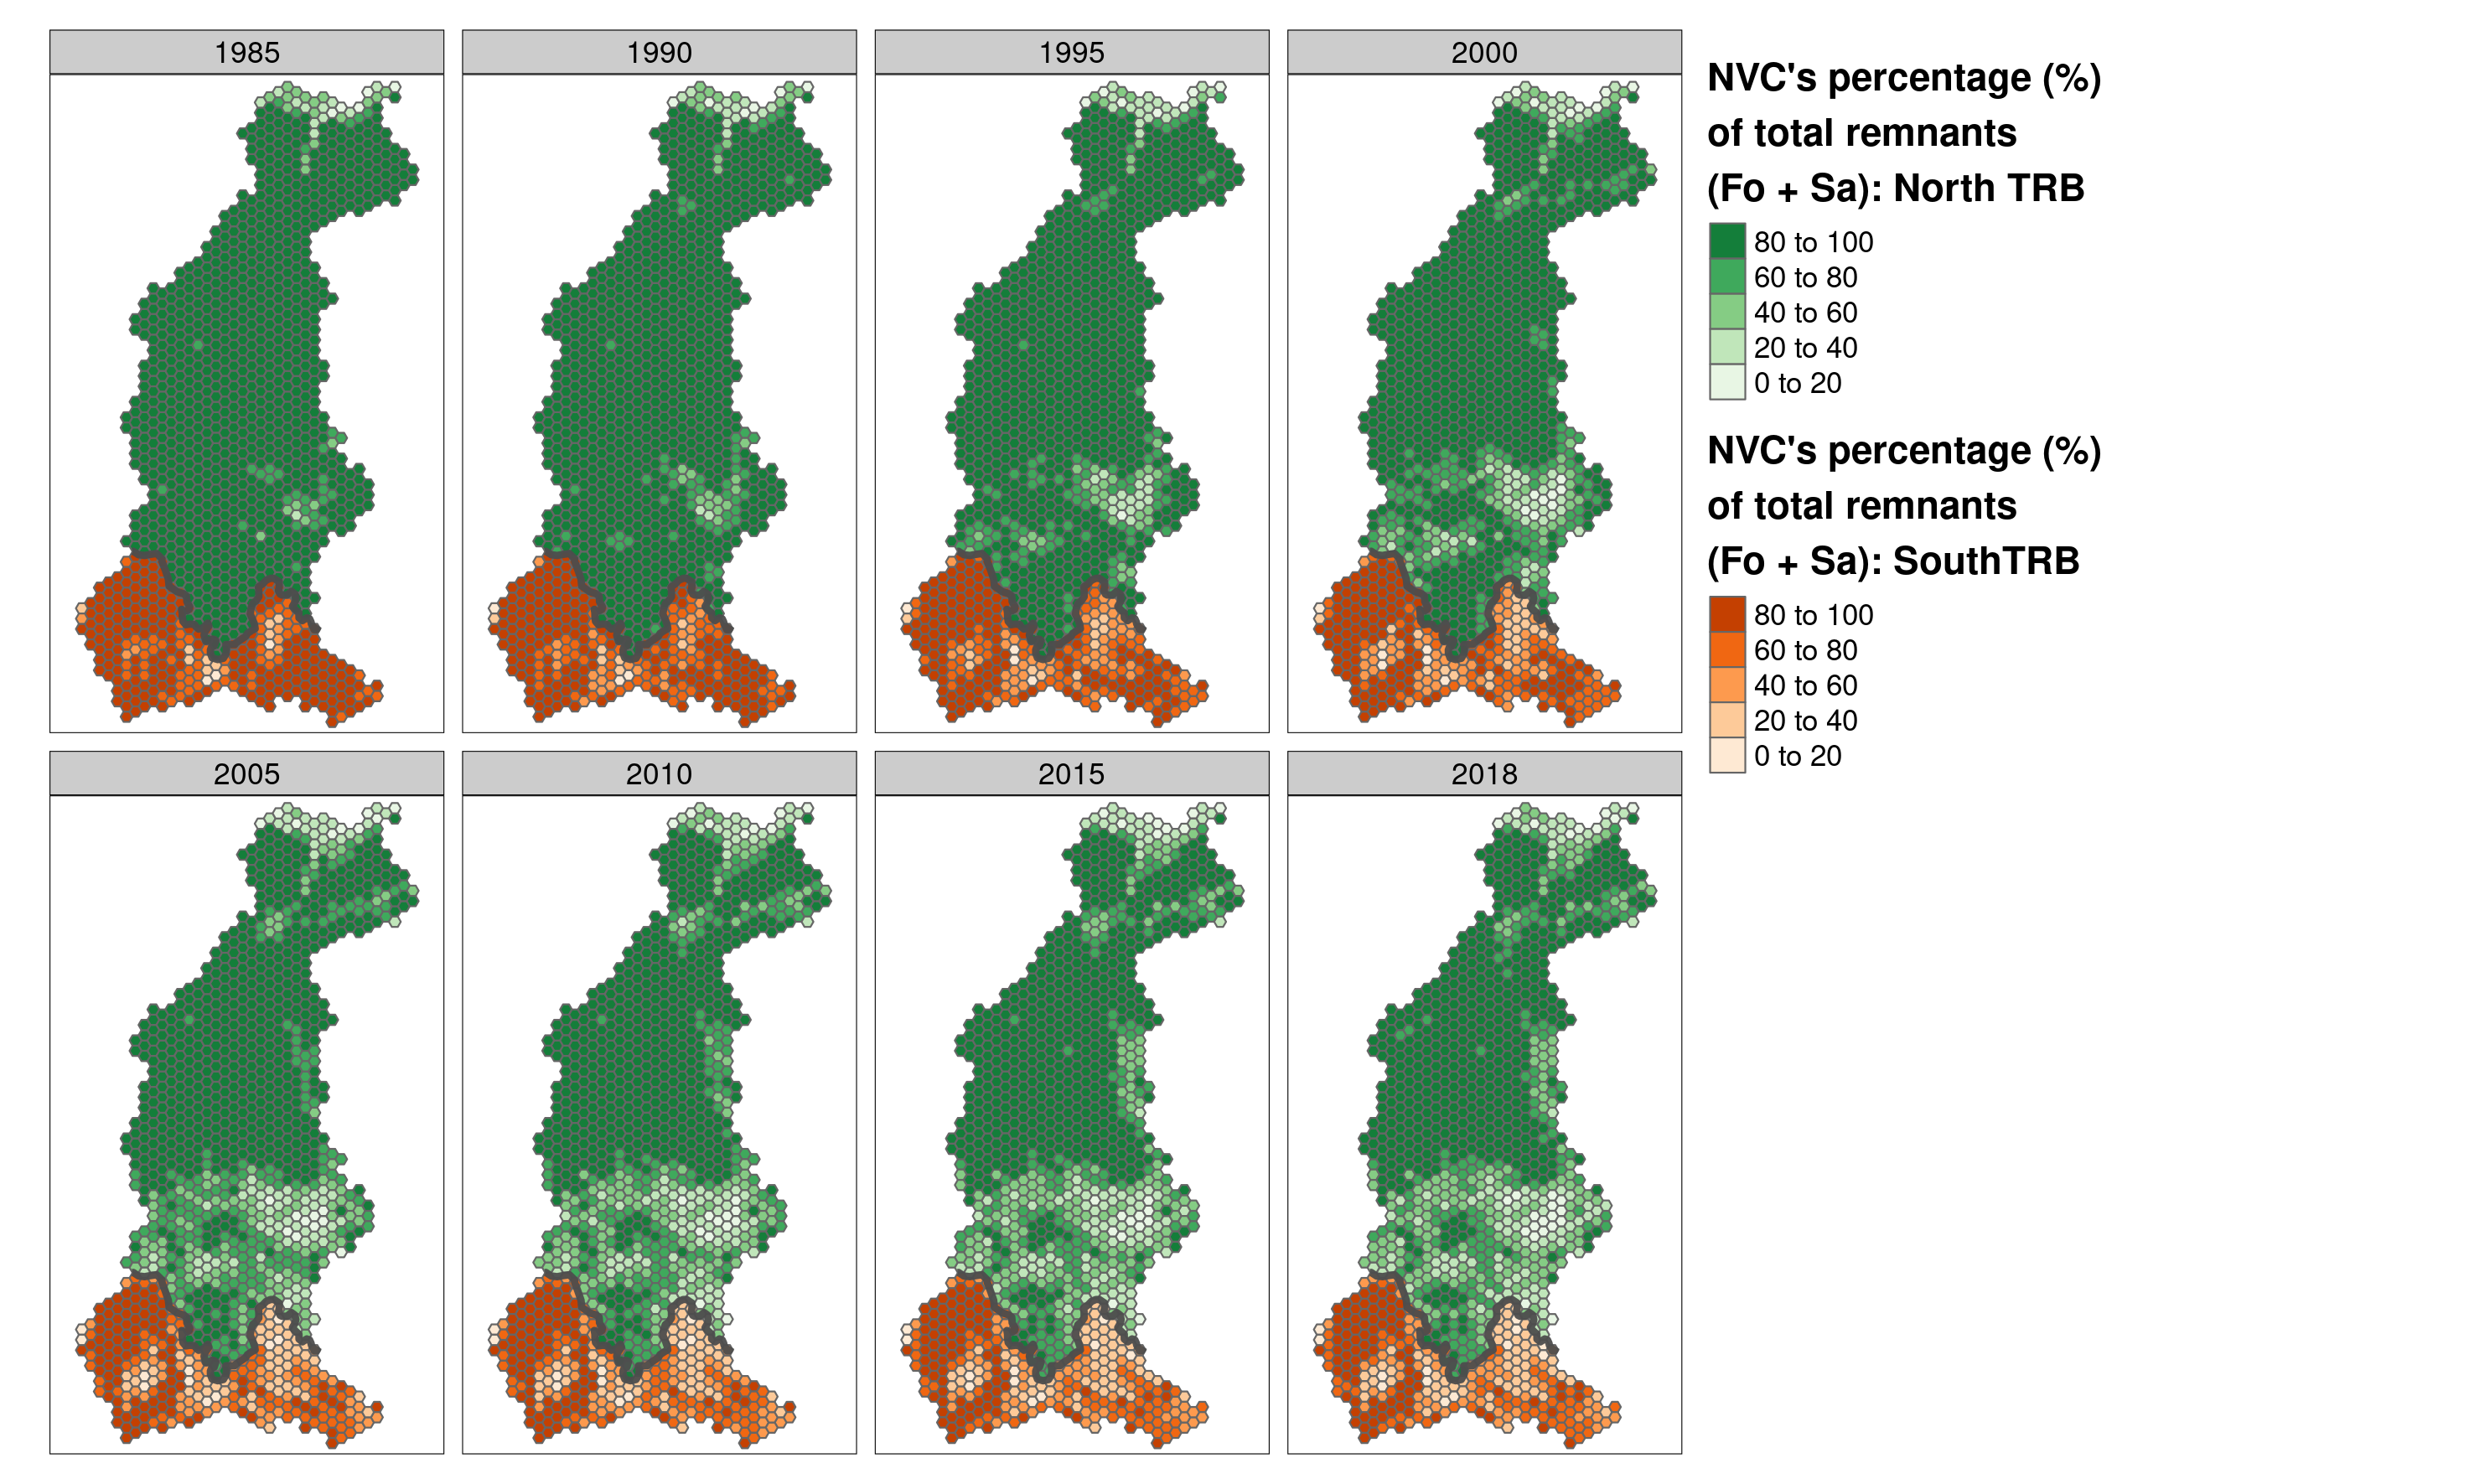 1985
1990
1995
2000
NVC's percentage (%)
of total remnants
(Fo + Sa): North TRB
80 to 100
60 to 80
40 to 60
20 to 40
0 to 20
NVC's percentage (%)
of total remnants
(Fo + Sa): SouthTRB
80 to 100
60 to 80
40 to 60
20 to 40
0 to 20
2005
2010
2015
2018